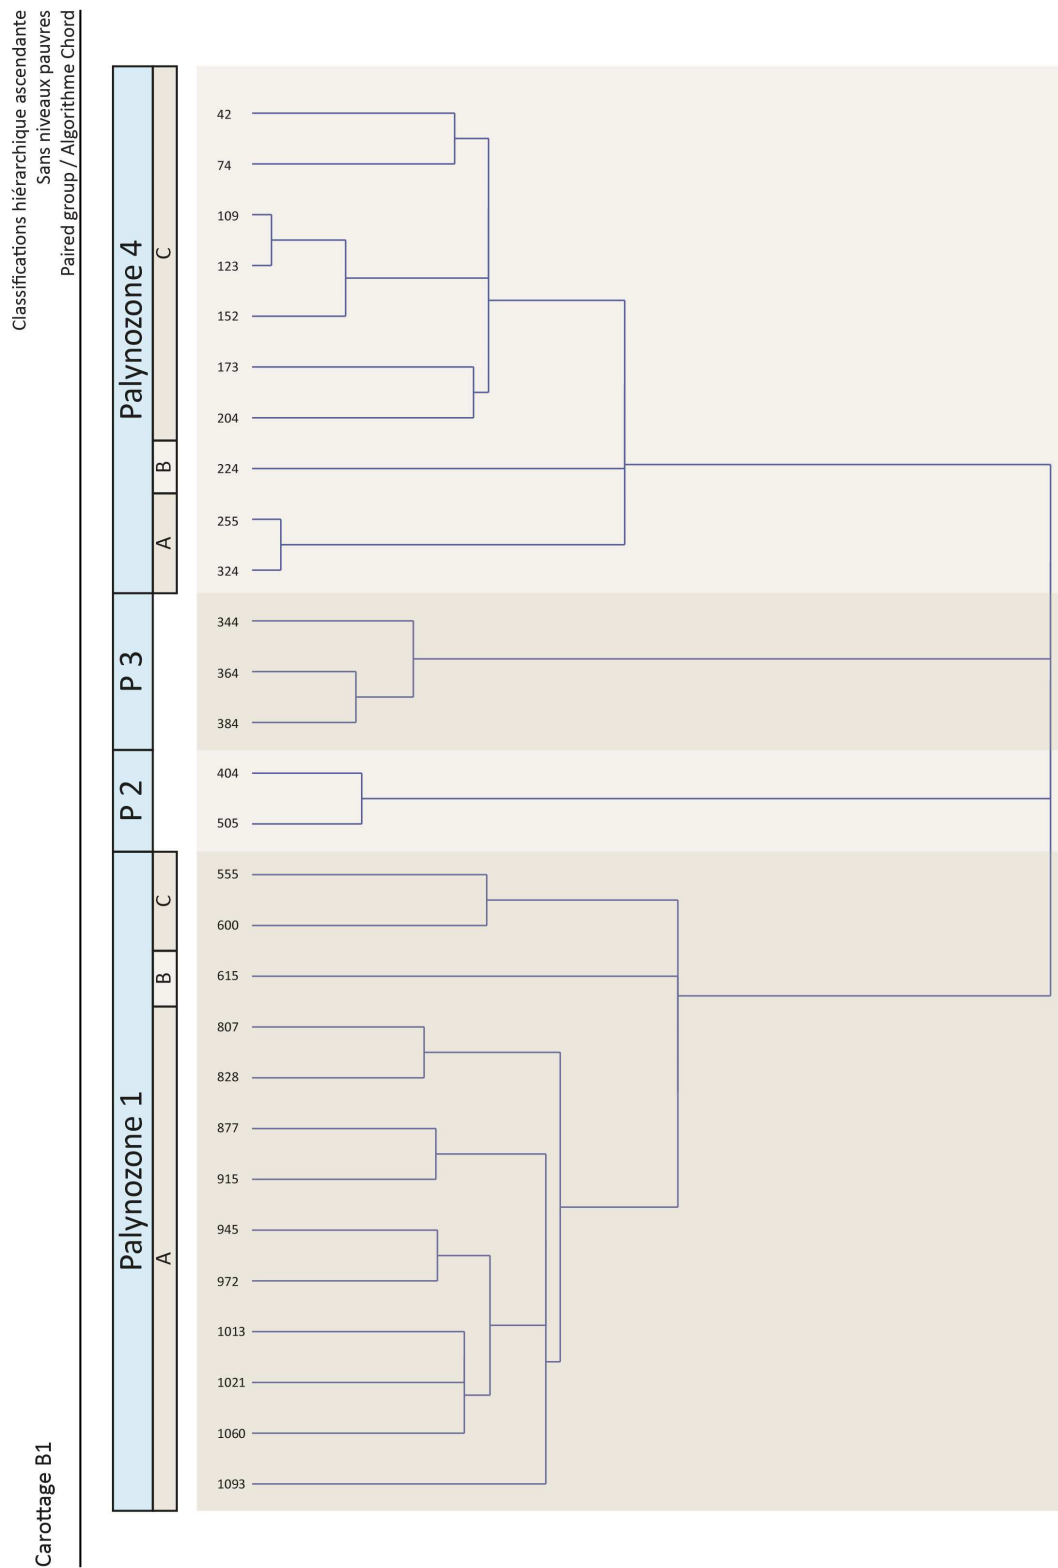 Classifications hiérarchique ascendante
Sans niveaux pauvres
Paired group / Algorithme Chord
Carottage B1
Palynozone 4
C
B
A
P 3
P 2
Palynozone 1
C
B
A
42
74
109
123
152
173
204
224
255
324
344
364
384
404
505
555
600
615
807
828
877
915
945
972
1013
1021
1060
1093